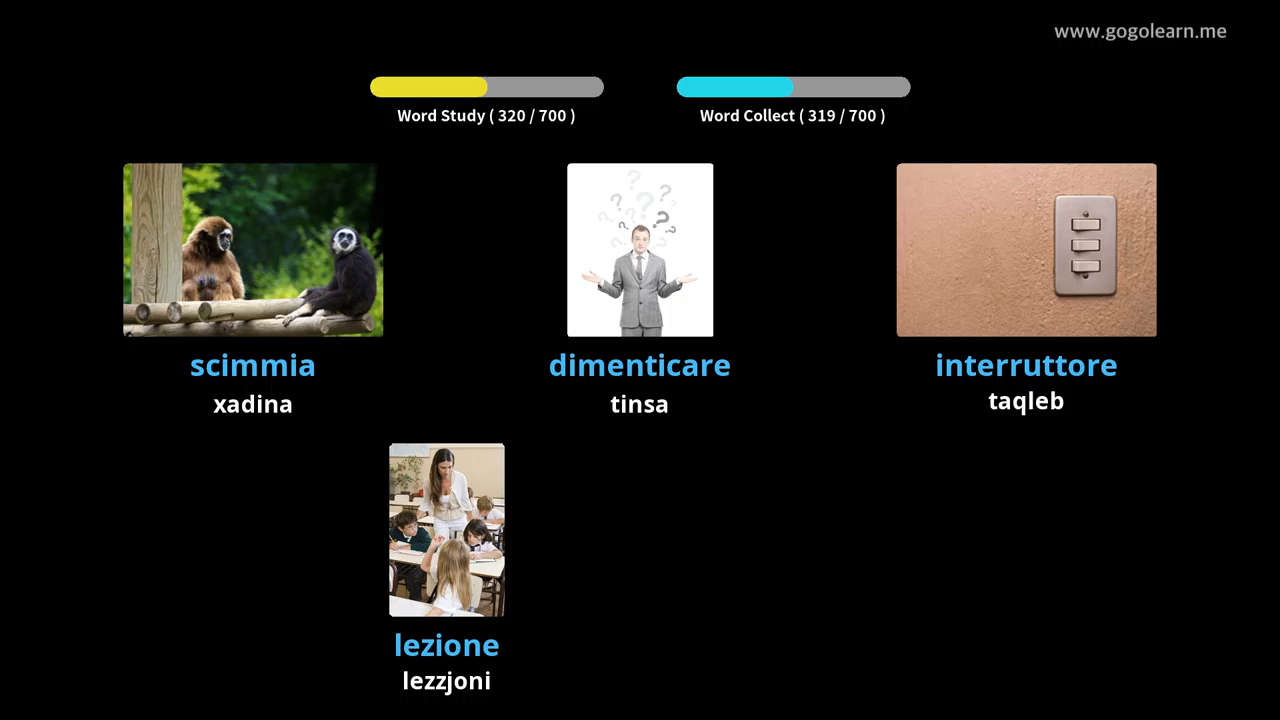 www.gogolearn.me
Word Study ( 320 / 700 )
Word Collect ( 319 / 700 )
scimmia
xadina
dimenticare
tinsa
interruttore
taqleb
lezione
lezzjoni